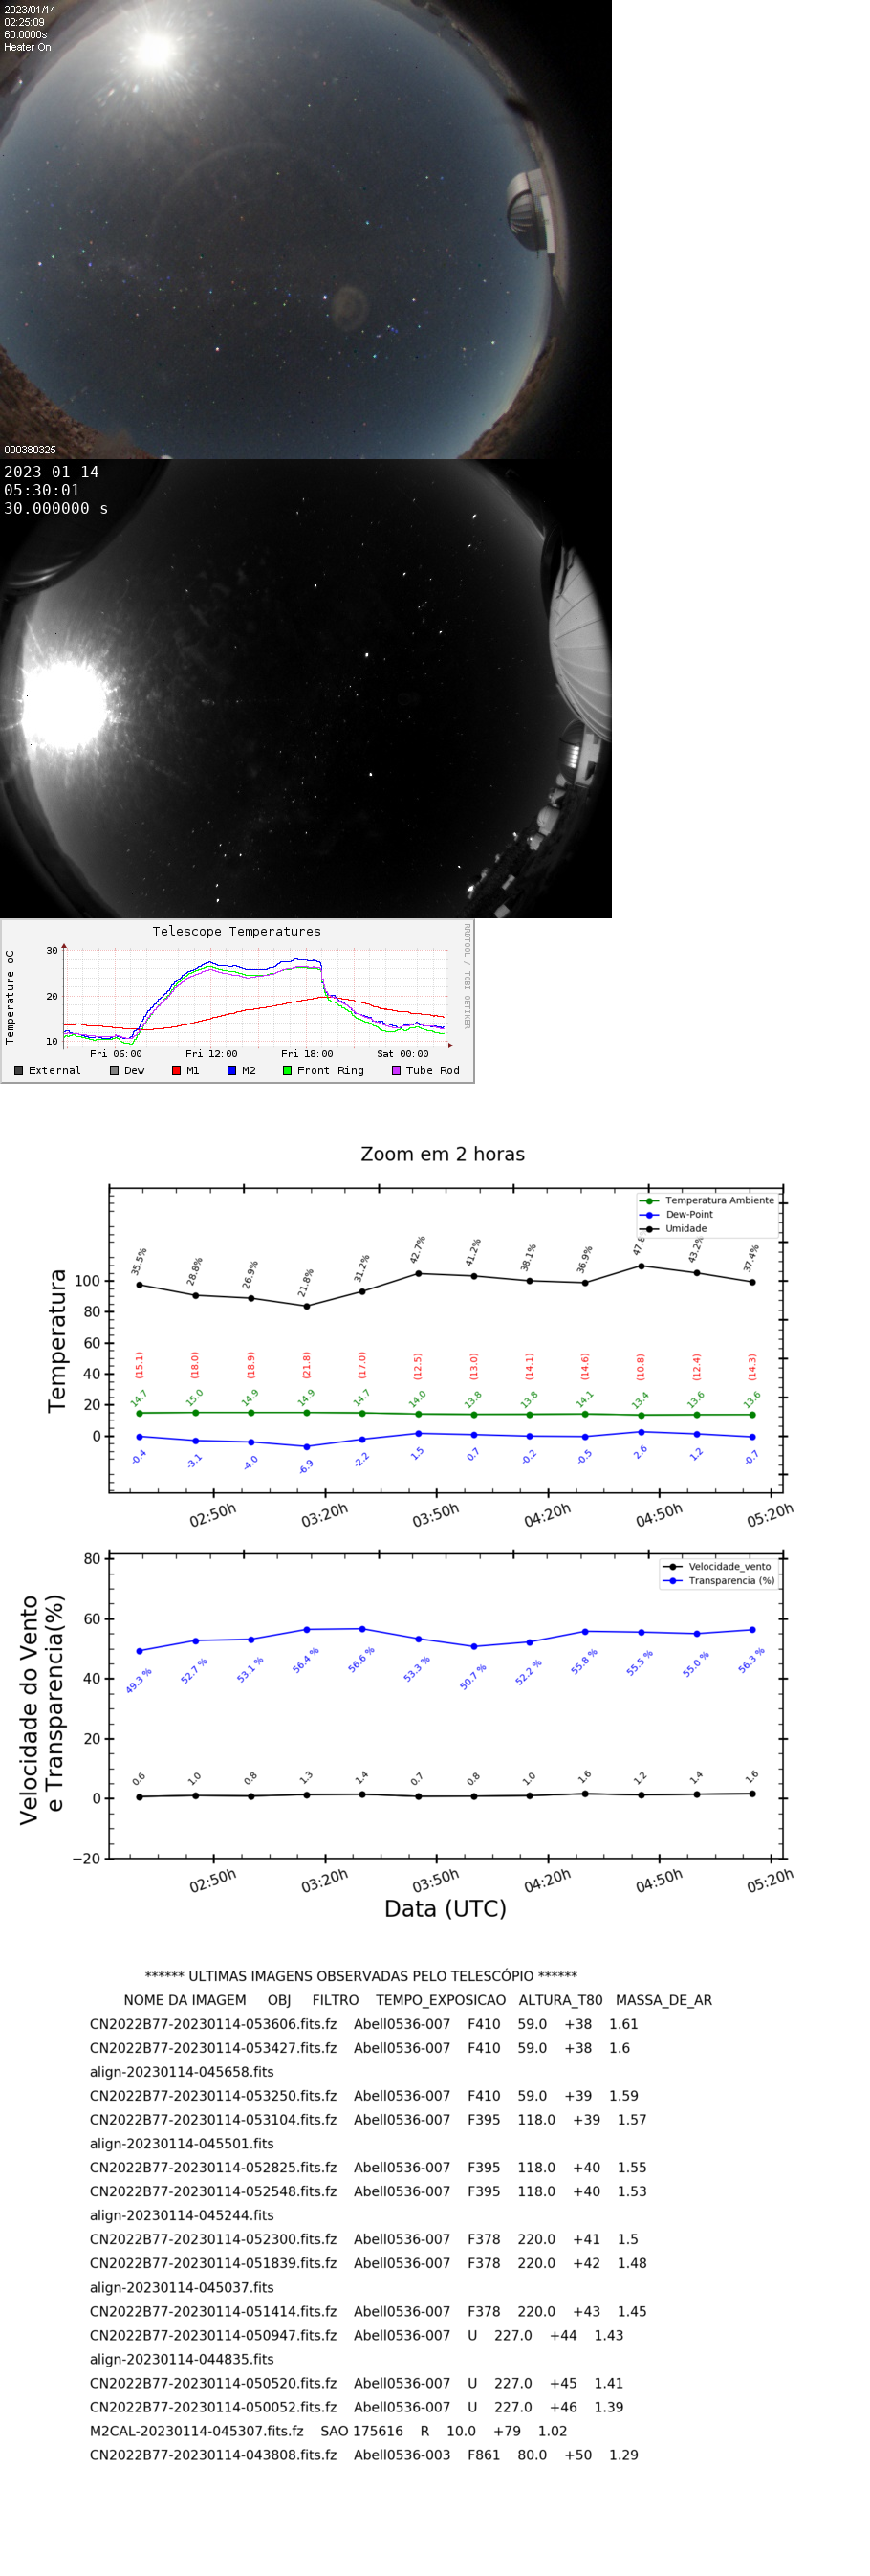 2023/01/14
02:25:09
60.0000s
Heater On
000380325
2023-01-14
05:30:01
30.000000 s
Telescope Temperatures
RRDTOOL / TOBI OETIKER
Temperature oC
30
20
10
Fri 06:00 Fri 12:00 Fri 18:00 Sat 00:00
External Dew M1 M2 Front Ring Tube Rod
Zoom em 2 horas
Temperatura Ambiente
Dew-Point
Umidade
Temperatura
100
80
60
40
20
0
35.5% 28.8% 26.9% 21.8% 31.2% 42.7% 41.2% 38.1% 36.9% 43.2% 37.4%
(15.1) (18.0) (18.9) (21.8) (17.0) (12.5) (13.0) (14.1) (14.6) (10.8) (12.4) (14.3)
14.7 15.0 14.9 14.9 14.7 14.0 13.8 13.8 14.1 13.4 13.6 13.6
-0.4 -3.1 -4.0 -6.9 -2.2 1.5 0.7 -0.2 -0.5 2.6 1.2 -0.7
02:50h 03:20h 03:50h 04:20h 04:50h 05:20h
Velocidade_vento
Transparencia (%)
Velocidade do Vento
e Transparencia(%)
80
60
40
20
0
−20
49.3 % 52.7 % 53.1 % 56.4 % 56.6 % 53.3 % 50.7 % 52.2 % 55.8 % 55.5 % 55.0 % 56.3 %
0.6 1.0 0.8 1.3 1.4 0.7 0.8 1.0 1.6 1.2 1.4 1.6
02:50h 03:20h 03:50h 04:20h 04:50h 05:20h
Data (UTC)
****** ULTIMAS IMAGENS OBSERVADAS PELO TELESCÓPIO ******
NOME DA IMAGEM OBJ FILTRO TEMPO_EXPOSICAO ALTURA_T80 MASSA_DE_AR
CN2022B77-20230114-053606.fits.fz Abell0536-007 F410 59.0 +38 1.61
CN2022B77-20230114-053427.fits.fz Abell0536-007 F410 59.0 +38 1.6
align-20230114-045658.fits
CN2022B77-20230114-053250.fits.fz Abell0536-007 F410 59.0 +39 1.59
CN2022B77-20230114-053104.fits.fz Abell0536-007 F395 118.0 +39 1.57
align-20230114-045501.fits
CN2022B77-20230114-052825.fits.fz Abell0536-007 F395 118.0 +40 1.55
CN2022B77-20230114-052548.fits.fz Abell0536-007 F395 118.0 +40 1.53
align-20230114-045244.fits
CN2022B77-20230114-052300.fits.fz Abell0536-007 F378 220.0 +41 1.5
CN2022B77-20230114-051839.fits.fz Abell0536-007 F378 220.0 +42 1.48
align-20230114-045037.fits
CN2022B77-20230114-051414.fits.fz Abell0536-007 F378 220.0 +43 1.45
CN2022B77-20230114-050947.fits.fz Abell0536-007 U 227.0 +44 1.43
align-20230114-044835.fits
CN2022B77-20230114-050520.fits.fz Abell0536-007 U 227.0 +45 1.41
CN2022B77-20230114-050052.fits.fz Abell0536-007 U 227.0 +46 1.39
M2CAL-20230114-045307.fits.fz SAO 175616 R 10.0 +79 1.02
CN2022B77-20230114-043808.fits.fz Abell0536-003 F861 80.0 +50 1.29